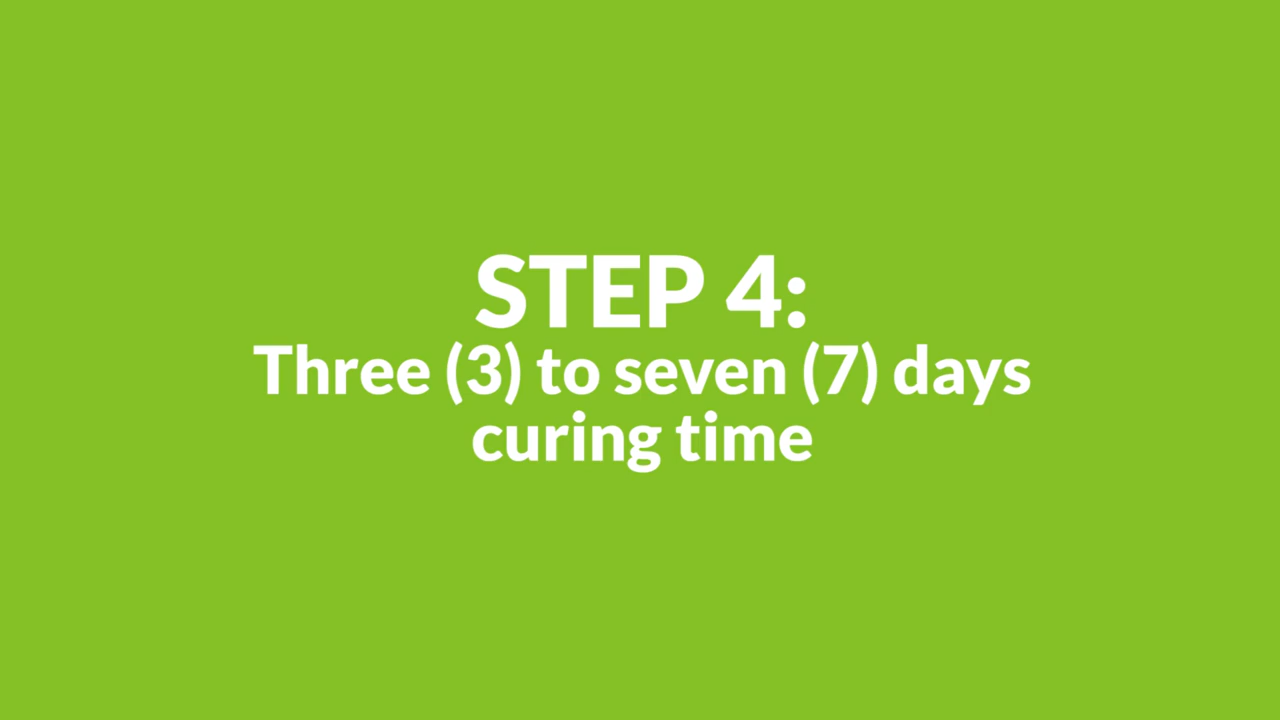 STEP 4:
Three (3) to seven (7) days
curing time